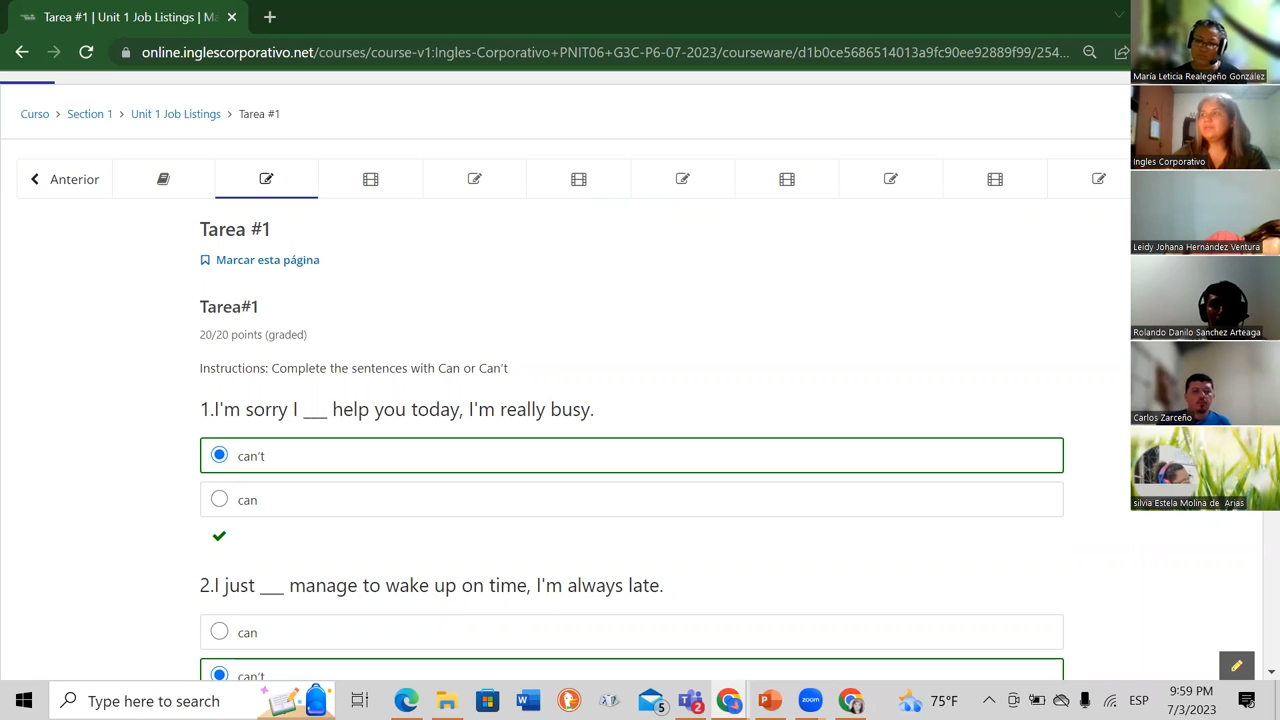 Tarea #1 | Unit 1 Job Listings | Ma
online.inglescorporativo.net/courses/course-v1:Ingles-Corporativo+PNIT06+G3C-P6-07-2023/courseware/d1b0ce5686514013a9fc90ee92889f99/254...
María Leticia Realegeño González
Ingles Corporativo
Leidy Johana Hernández Ventura
Rolando Danilo Sanchez Arteaga
Carlos Zarceño
silvia Estela Molina de Arias
Curso > Section 1 > Unit 1 Job Listings > Tarea #1
Anterior
Tarea #1
Marcar esta página
Tarea#1
20/20 points (graded)
Instructions: Complete the sentences with Can or Can’t
1.I'm sorry I ___ help you today, I'm really busy.
can’t
can
2.I just ___ manage to wake up on time, I'm always late.
can
can’t
Type here to search
5
2
75°F
ESP
9:59 PM
7/3/2023